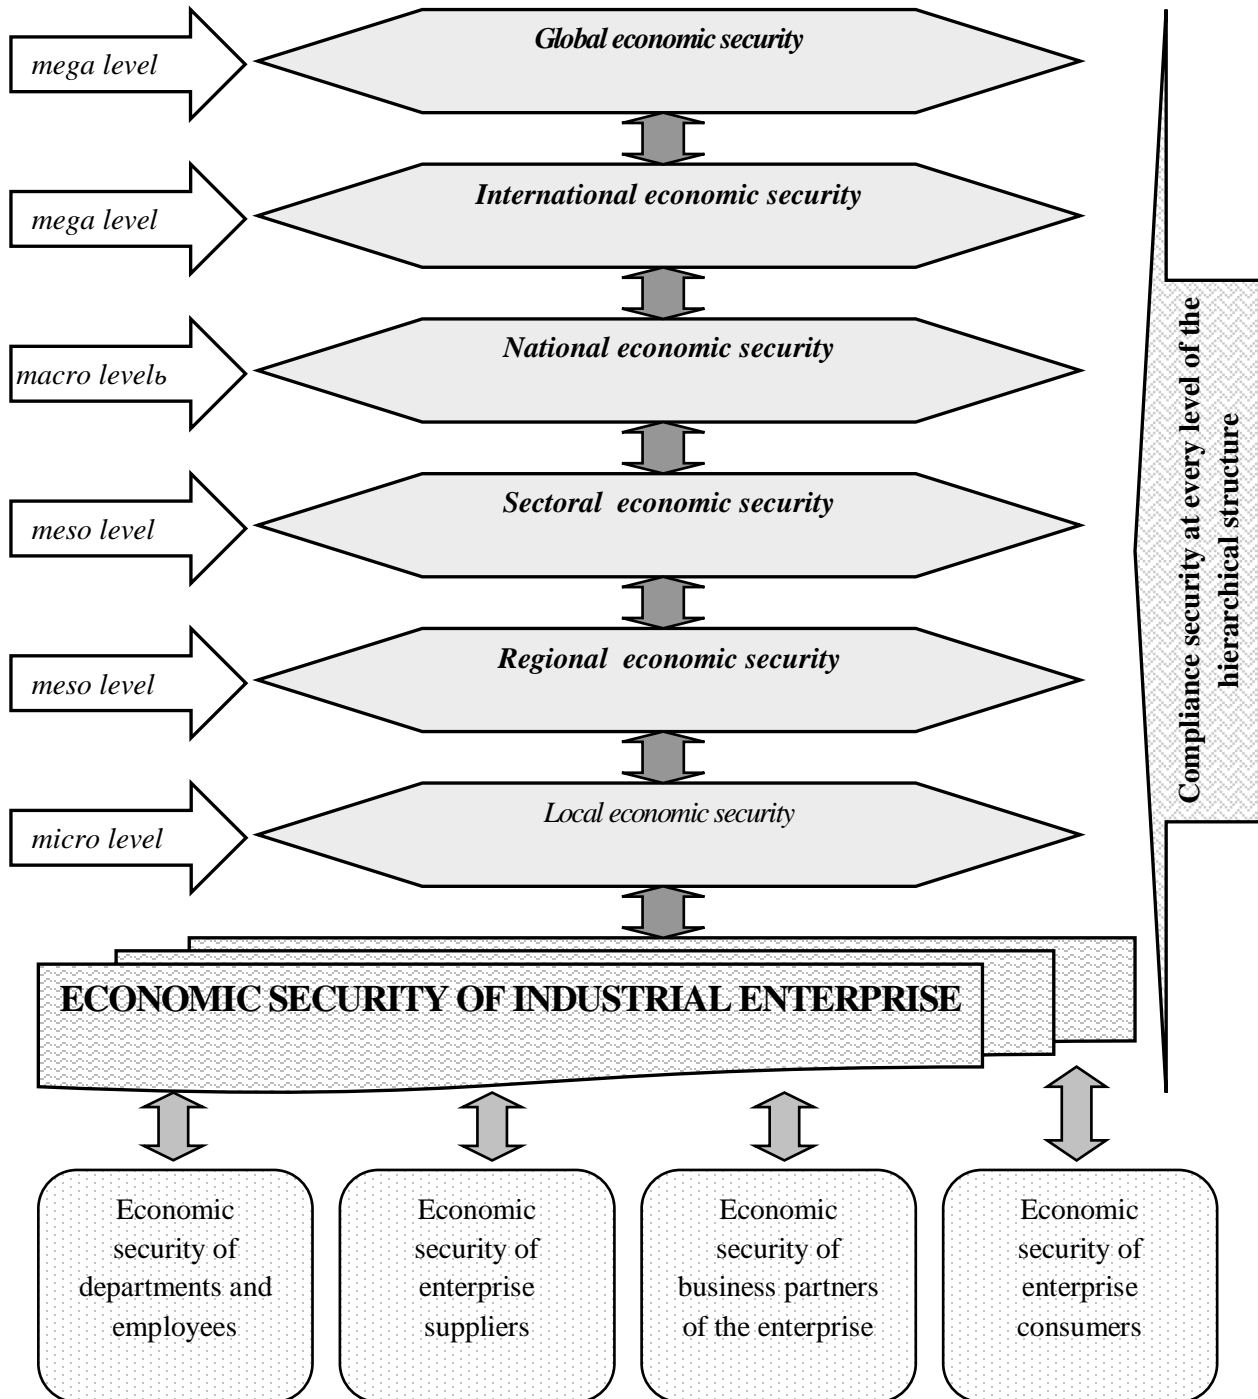 Global economic security
mega level
International economic security
mega level
National economic security
macro levelь
Sectoral economic security
meso level
Regional economic security
meso level
Local economic security
micro level
Compliance security at every level of the
hierarchical structure
ECONOMIC SECURITY OF INDUSTRIAL ENTERPRISE
Economic
security of
departments and
employees
Economic
security of
enterprise
suppliers
Economic
security of
business partners
of the enterprise
Economic
security of
enterprise
consumers